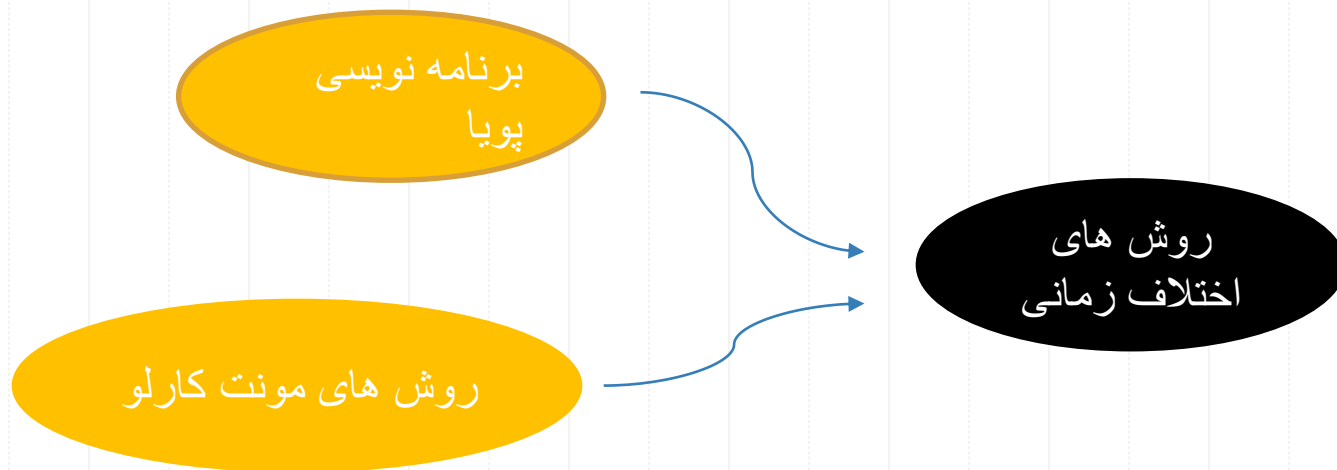 برنامه نویسی
پویا
روش های
اختلاف زمانی
روش های مونت کارلو